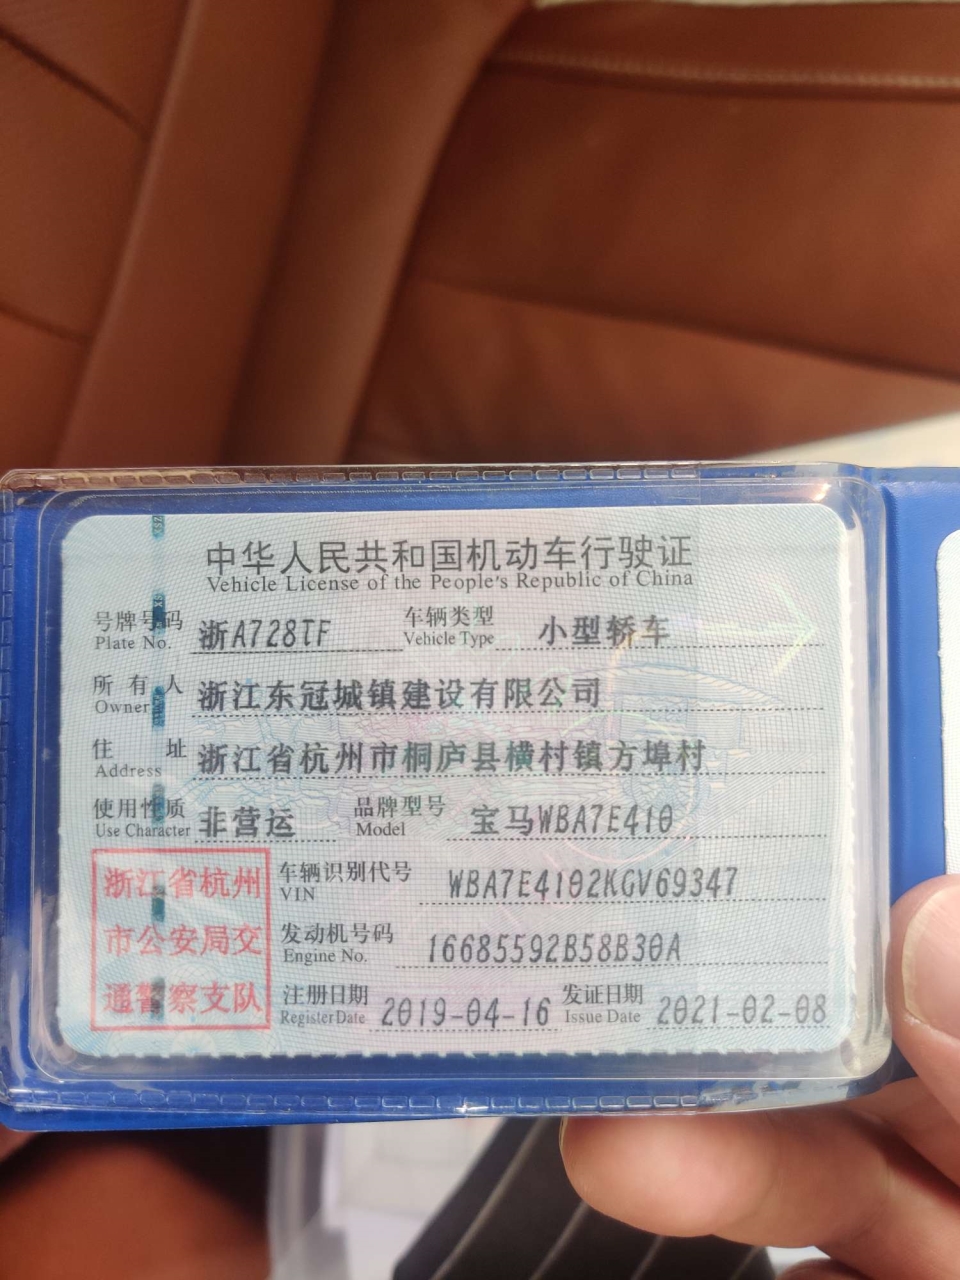 中华人民共和国机动车行驶证
Vehicle License of the People's Republic of China
号牌号码 浙A728TF 车辆类型 小型轿车
Plate No. Vehicle Type
所有人 浙江东冠城镇建设有限公司
Owner
住址 浙江省杭州市桐庐县横村镇方埠村
Address
使用性质 非营运 品牌型号 宝马WBA7E410
Use Character Model
浙江省杭州
市公安局交
通警察支队
车辆识别代号 WBA7E4102KGV69347
VIN
发动机号码 16685592B58B30A
Engine No.
注册日期 2019-04-16 发证日期 2021-02-08
Register Date Issue Date